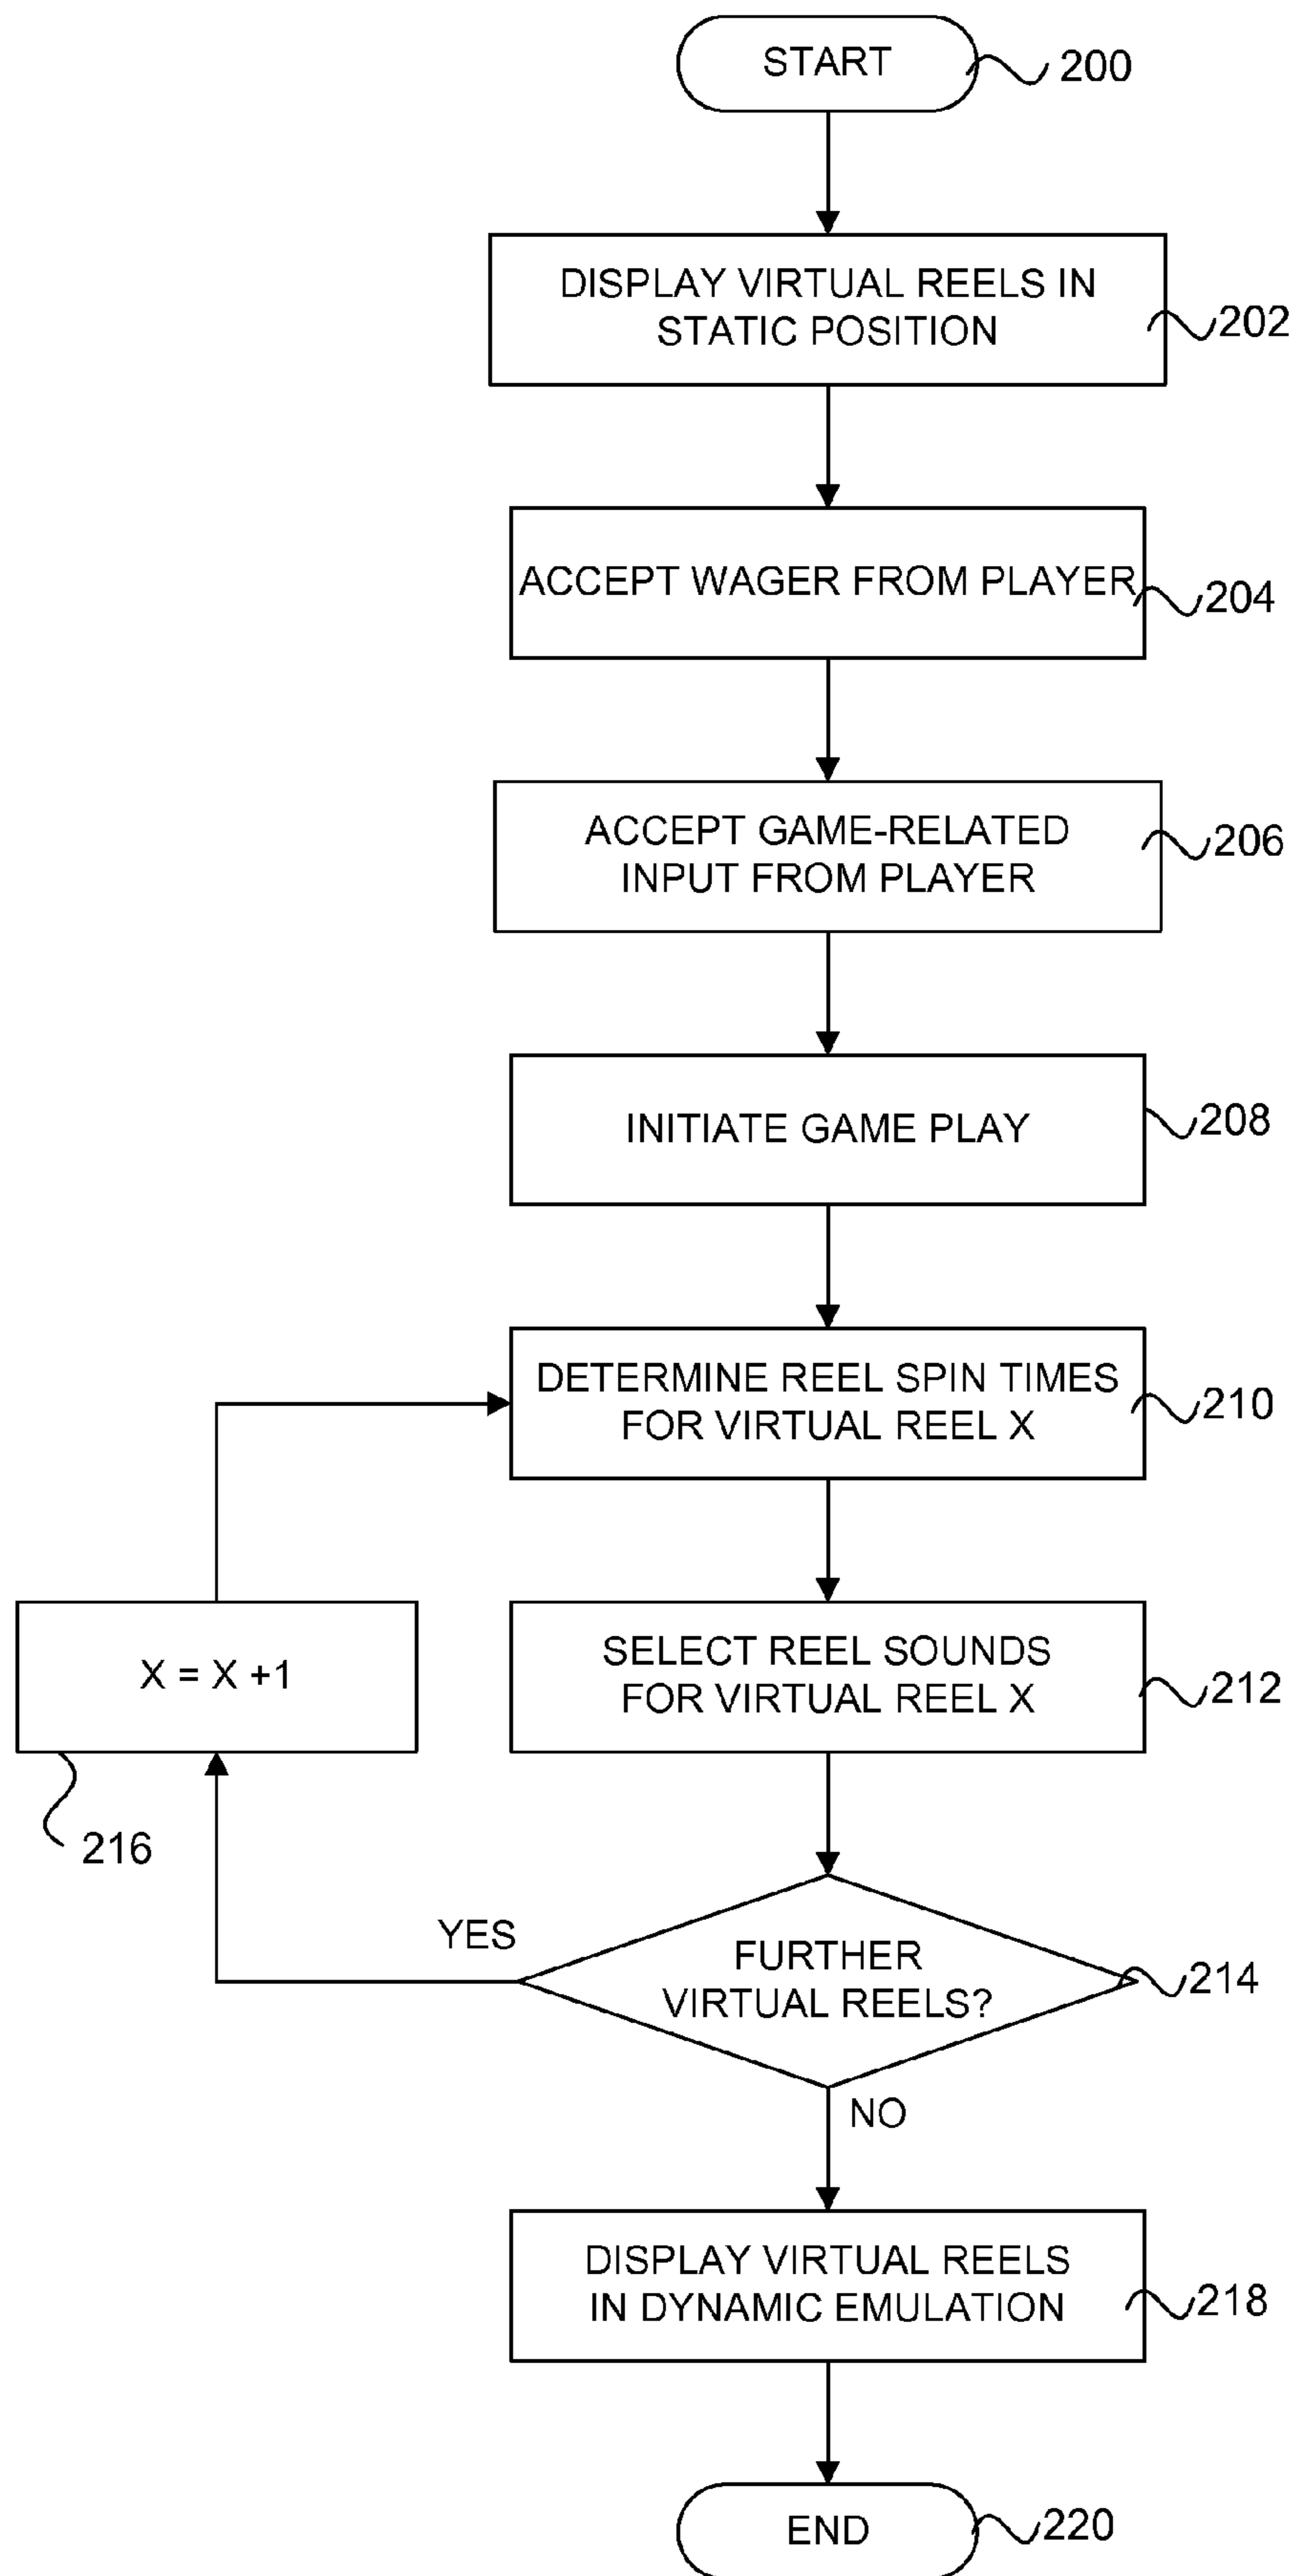 START
200
DISPLAY VIRTUAL REELS IN
STATIC POSITION
202
ACCEPT WAGER FROM PLAYER
204
ACCEPT GAME-RELATED
INPUT FROM PLAYER
206
INITIATE GAME PLAY
208
DETERMINE REEL SPIN TIMES
FOR VIRTUAL REEL X
210
SELECT REEL SOUNDS
FOR VIRTUAL REEL X
212
X = X +1
216
YES
FURTHER
VIRTUAL REELS?
214
NO
DISPLAY VIRTUAL REELS
IN DYNAMIC EMULATION
218
END
220